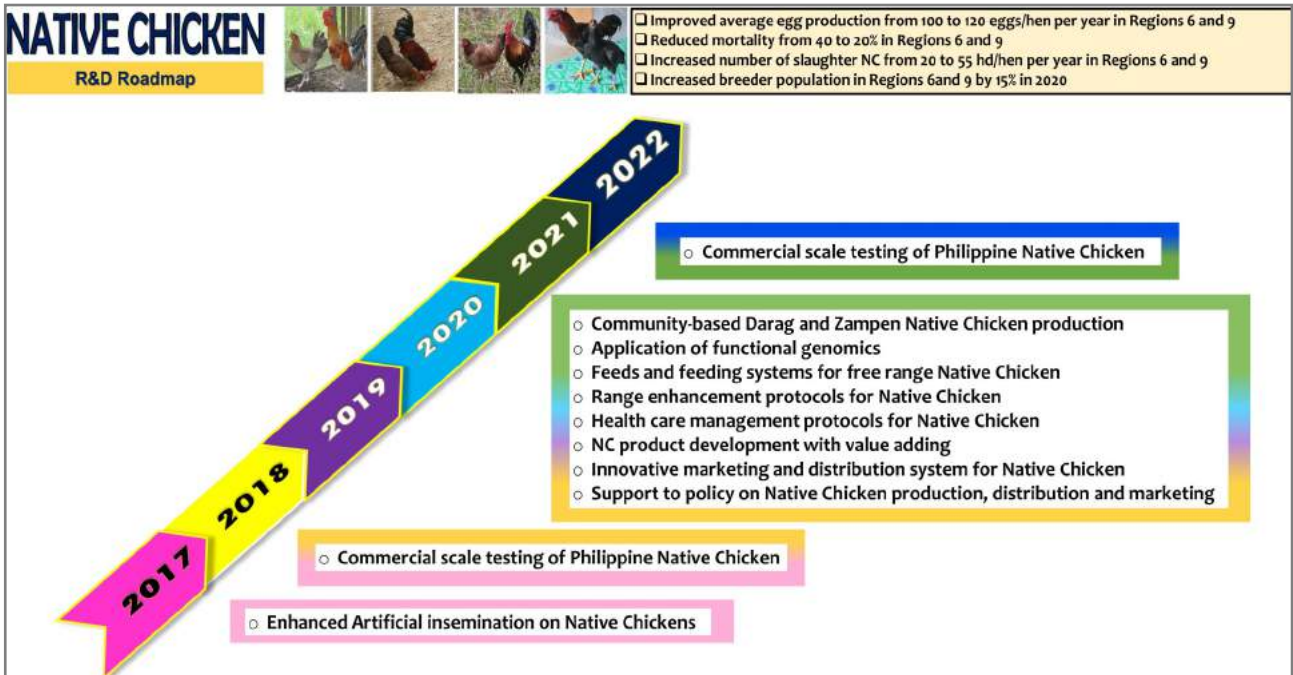 NATIVE CHICKEN
R&D Roadmap
❑ Improved average egg production from 100 to 120 eggs/hen per year in Regions 6 and 9
❑ Reduced mortality from 40 to 20% in Regions 6 and 9
❑ Increased number of slaughter NC from 20 to 55 hd/hen per year in Regions 6 and 9
❑ Increased breeder population in Regions 6and 9 by 15% in 2020
2022
2021
2020
2019
2018
2017
○ Commercial scale testing of Philippine Native Chicken
○ Community-based Darag and Zampen Native Chicken production
○ Application of functional genomics
○ Feeds and feeding systems for free range Native Chicken
○ Range enhancement protocols for Native Chicken
○ Health care management protocols for Native Chicken
○ NC product development with value adding
○ Innovative marketing and distribution system for Native Chicken
○ Support to policy on Native Chicken production, distribution and marketing
○ Commercial scale testing of Philippine Native Chicken
○ Enhanced Artificial insemination on Native Chickens